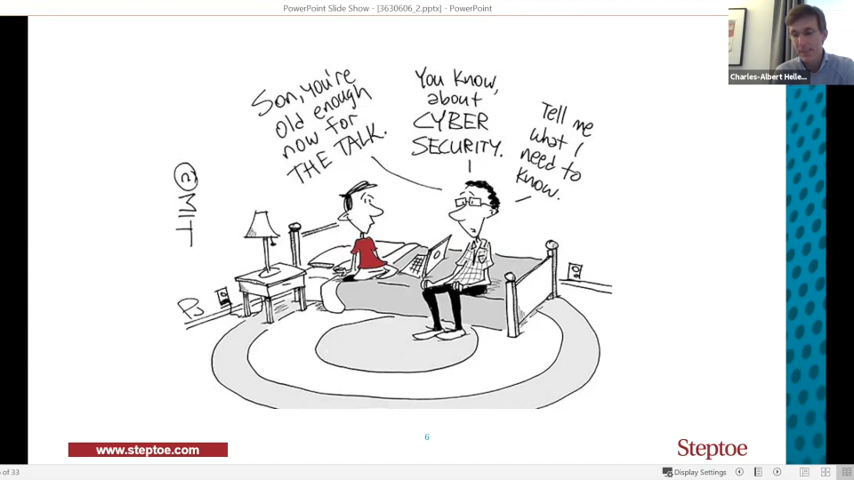 PowerPoint Slide Show - [3630606_2.pptx] - PowerPoint
Charles-Albert Helle...
Son, you're
old enough
now for
THE TALK.
You know,
about
CYBER
SECURITY.
Tell me
what I
need to
know.
@MIT
PJ
6
www.steptoe.com
Steptoe
of 33
Display Settings